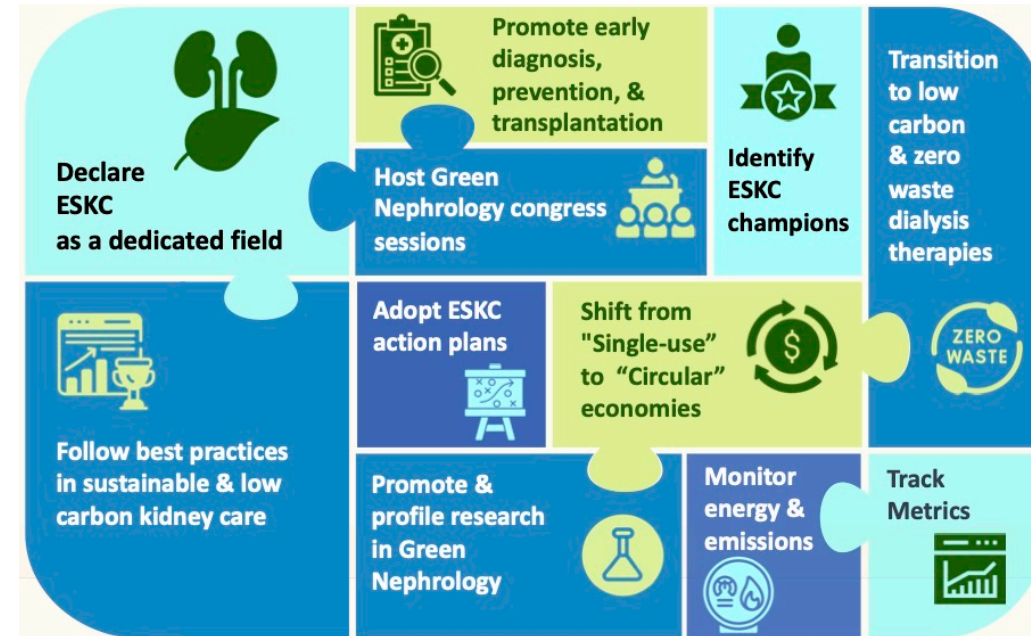 Declare
ESKC
as a dedicated field
Promote early
diagnosis,
prevention, &
transplantation
Host Green
Nephrology congress
sessions
Identify
ESKC
champions
Transition
to low
carbon
& zero
waste
dialysis
therapies
ZERO
WASTE
Follow best practices
in sustainable & low
carbon kidney care
Adopt ESKC
action plans
Shift from
"Single-use”
to “Circular”
economies
$
Promote &
profile research
in Green
Nephrology
Monitor
energy &
emissions
Track
Metrics